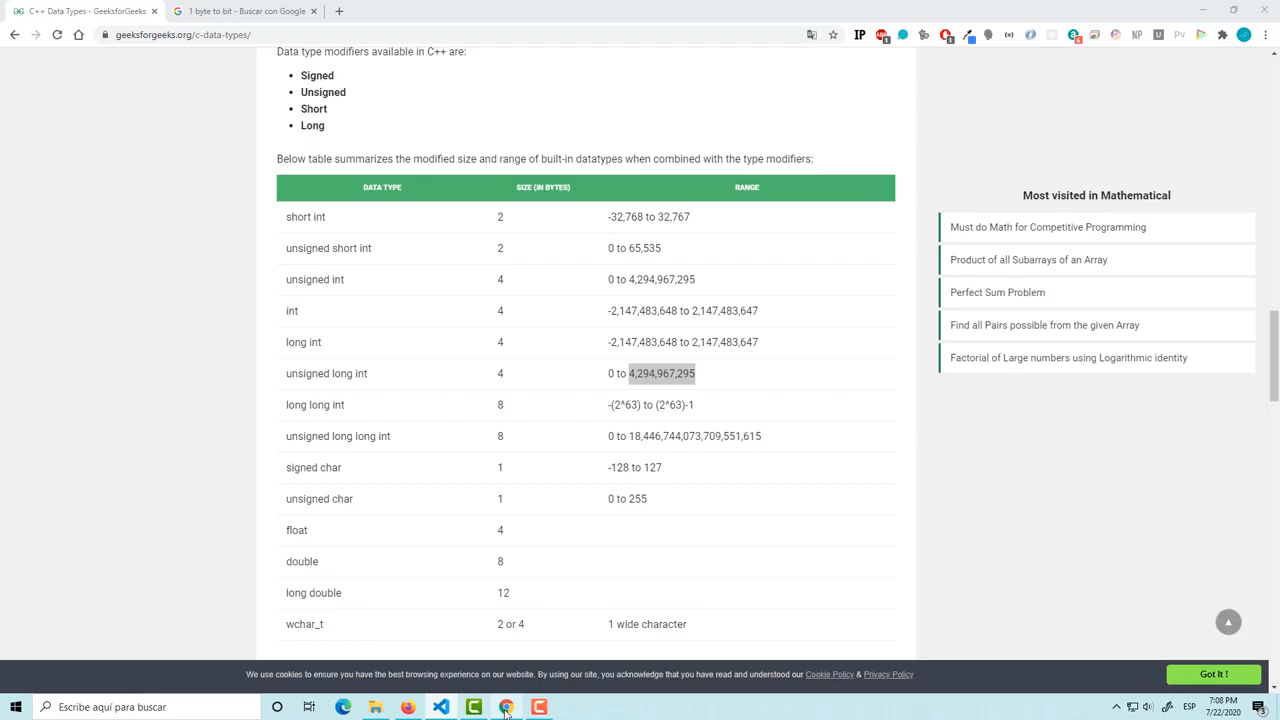 C++ Data Types - GeeksForGeeks
1 byte to bit - Buscar con Google
geeksforgeeks.org/c-data-types/
Data type modifiers available in C++ are:
• Signed
• Unsigned
• Short
• Long
Below table summarizes the modified size and range of built-in datatypes when combined with the type modifiers:
DATA TYPE SIZE (IN BYTES) RANGE
short int 2 -32,768 to 32,767
unsigned short int 2 0 to 65,535
unsigned int 4 0 to 4,294,967,295
int 4 -2,147,483,648 to 2,147,483,647
long int 4 -2,147,483,648 to 2,147,483,647
unsigned long int 4 0 to 4,294,967,295
long long int 8 -(2^63) to (2^63)-1
unsigned long long int 8 0 to 18,446,744,073,709,551,615
signed char 1 -128 to 127
unsigned char 1 0 to 255
float 4
double 8
long double 12
wchar_t 2 or 4 1 wide character
Most visited in Mathematical
Must do Math for Competitive Programming
Product of all Subarrays of an Array
Perfect Sum Problem
Find all Pairs possible from the given Array
Factorial of Large numbers using Logarithmic identity
We use cookies to ensure you have the best browsing experience on our website. By using our site, you acknowledge that you have read and understood our Cookie Policy & Privacy Policy
Got It !
Escribe aquí para buscar
ESP
7:08 PM
7/22/2020